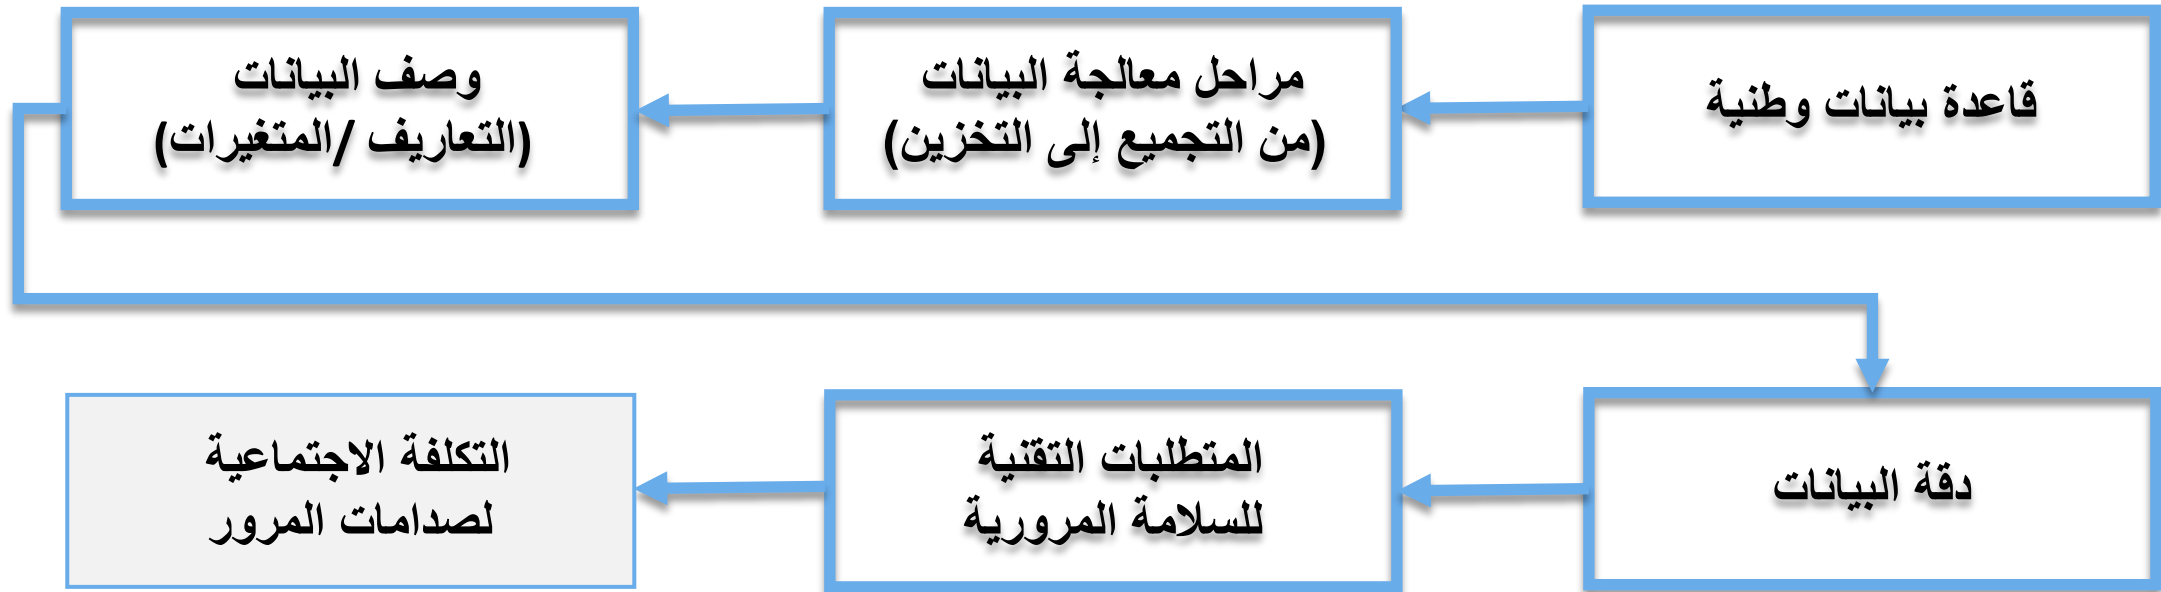 قاعدة بيانات وطنية
مراحل معالجة البيانات
(من التجميع إلى التخزين)
وصف البيانات
(التعاريف /المتغيرات)
دقة البيانات
المتطلبات التقنية
للسلامة المرورية
التكلفة الاجتماعية
لصدامات المرور